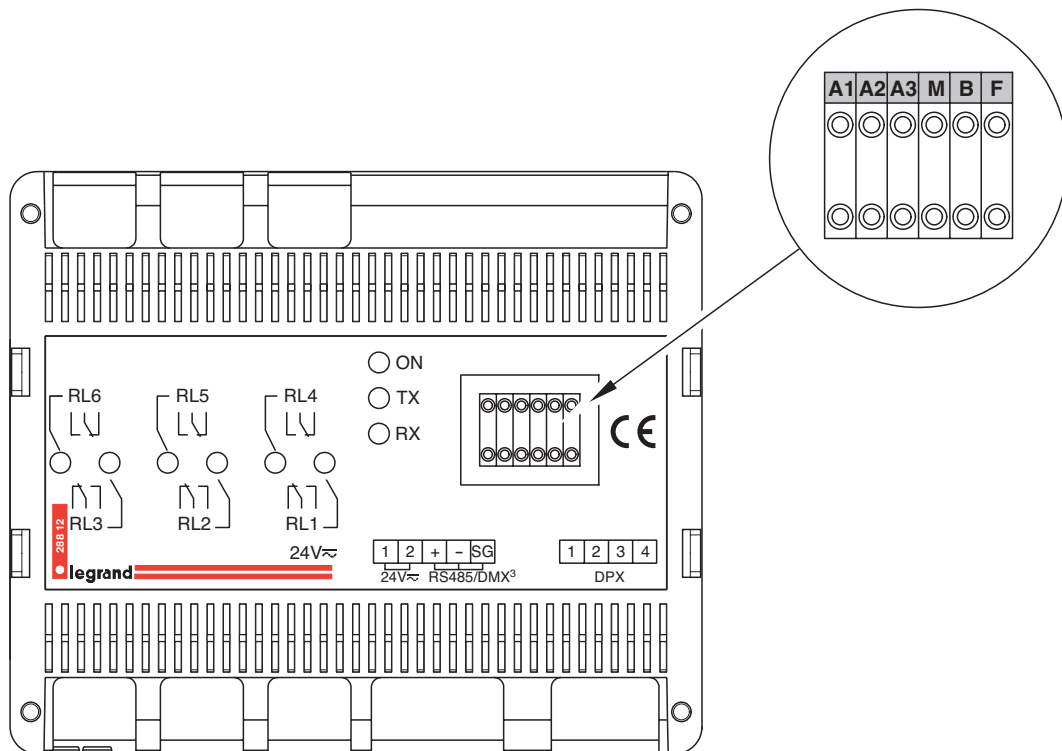 A1 A2 A3 M B F
ON
TX
RX
RL6 RL5 RL4
CE
RL3 RL2 RL1
288 12
legrand
24V⎓
1 2 + - SG
24V⎓ RS485/DMX³
1 2 3 4
DPX